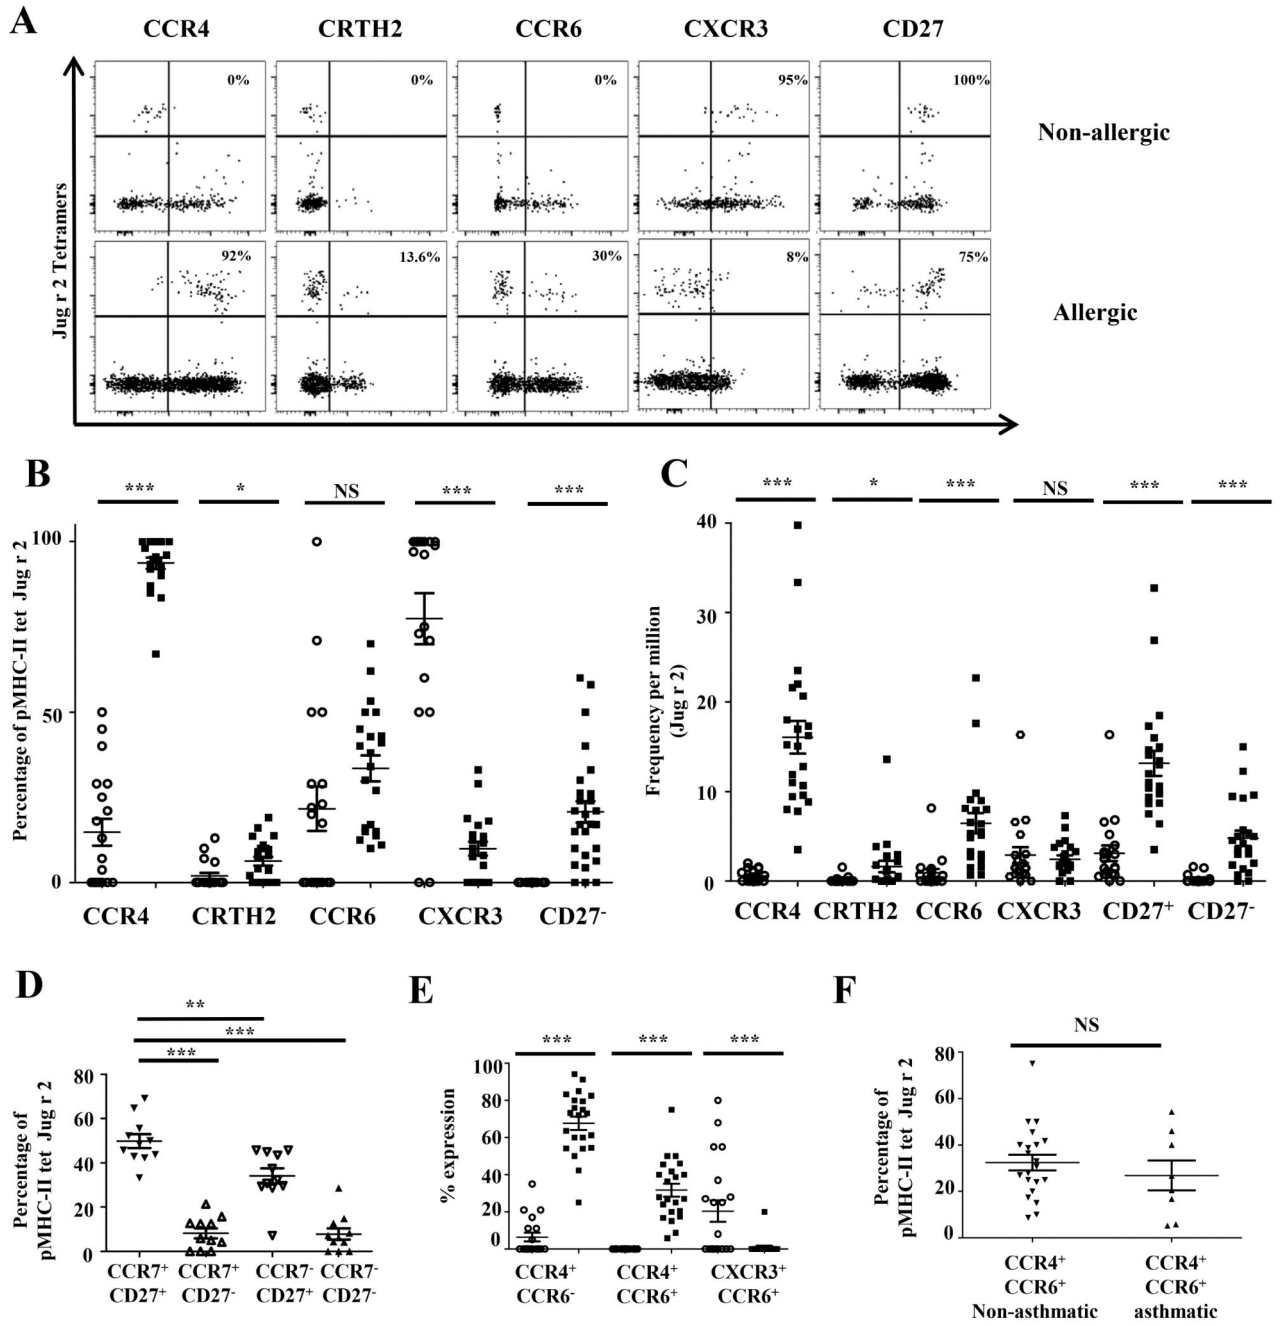 A
CCR4 CRTH2 CCR6 CXCR3 CD27
0% 0% 0% 95% 100%
Non-allergic
92% 13.6% 30% 8% 75%
Allergic
Jug r 2 Tetramers
B
*** * NS *** ***
Percentage of pMHC-II tet Jug r 2
100
50
0
CCR4 CRTH2 CCR6 CXCR3 CD27-
C
*** * *** NS *** ***
Frequency per million
(Jug r 2)
40
30
20
10
0
CCR4 CRTH2 CCR6 CXCR3 CD27+ CD27-
D
**
***
***
Percentage of
pMHC-II tet Jug r 2
80
60
40
20
0
CCR7+ CCR7+ CCR7- CCR7-
CD27+ CD27- CD27+ CD27-
E
*** *** ***
% expression
100
80
60
40
20
0
CCR4+ CCR4+ CXCR3+
CCR6- CCR6+ CCR6+
F
NS
Percentage of
pMHC-II tet Jug r 2
80
60
40
20
0
CCR4+ CCR4+
CCR6+ CCR6+
Non-asthmatic asthmatic